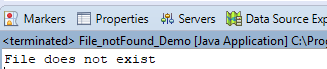 Markers Properties Servers Data Source Exp
<terminated> File_notFound_Demo [Java Application] C:\Prog
File does not exist